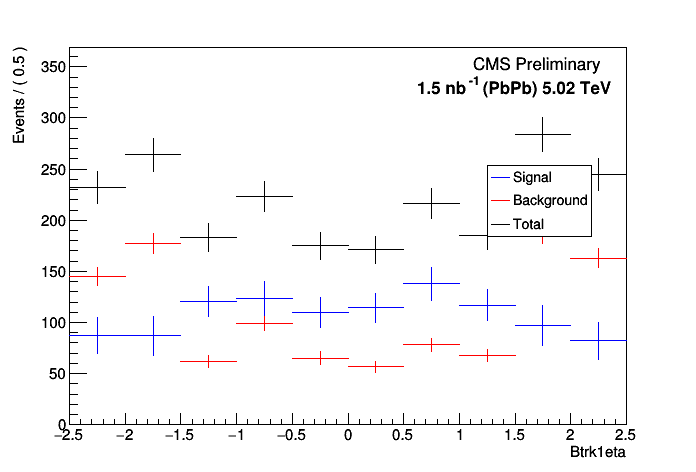 CMS Preliminary
1.5 nb⁻¹ (PbPb) 5.02 TeV
Events / ( 0.5 )
350
300
250
200
150
100
50
0
Signal
Background
Total
−2.5 −2 −1.5 −1 −0.5 0 0.5 1 1.5 2 2.5
Btrk1eta